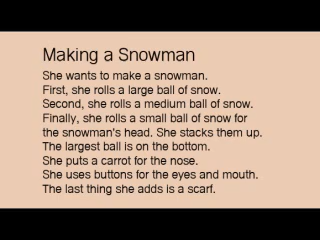 Making a Snowman
She wants to make a snowman.
First, she rolls a large ball of snow.
Second, she rolls a medium ball of snow.
Finally, she rolls a small ball of snow for
the snowman's head. She stacks them up.
The largest ball is on the bottom.
She puts a carrot for the nose.
She uses buttons for the eyes and mouth.
The last thing she adds is a scarf.